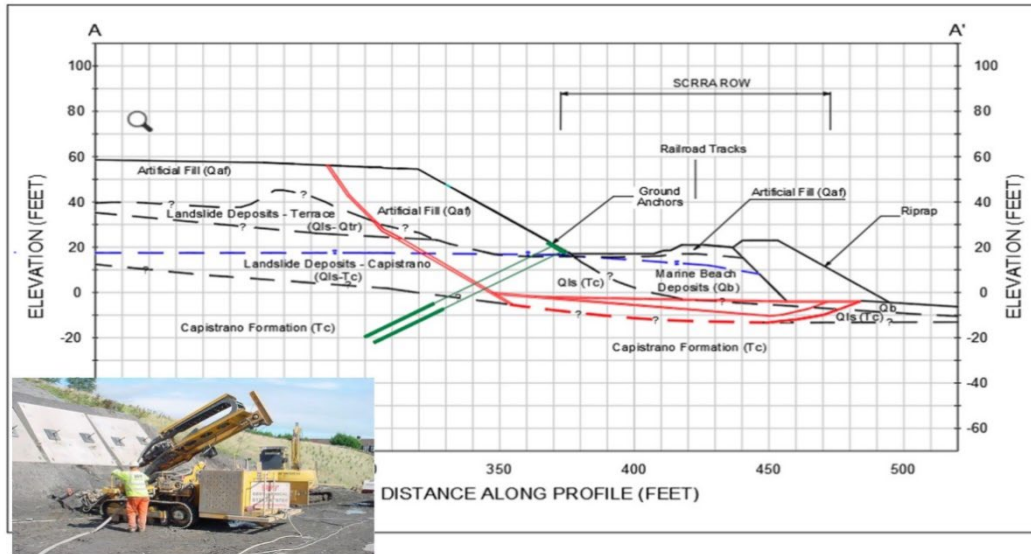 A
A'
100
100
SCRRA ROW
80
80
Railroad Tracks
60
60
Artificial Fill (Qaf)
Ground
Anchors
Artificial Fill (Qaf)
Riprap
40
40
Landslide Deposits - Terrace
(Qls- Qtr)
Artificial Fill (Qaf)
?
?
?
20
20
?
?
?
Landslide Deposits - Capistrano
(Qls-Tc)
Qls (Tc)
Marine Beach
Deposits (Qb)
?
?
?
0
0
?
?
Qb
Qls (Tc)
?
?
?
?
Capistrano Formation (Tc)
Capistrano Formation (Tc)
-20
-20
-40
-60
ELEVATION (FEET)
ELEVATION (FEET)
350
400
450
500
DISTANCE ALONG PROFILE (FEET)